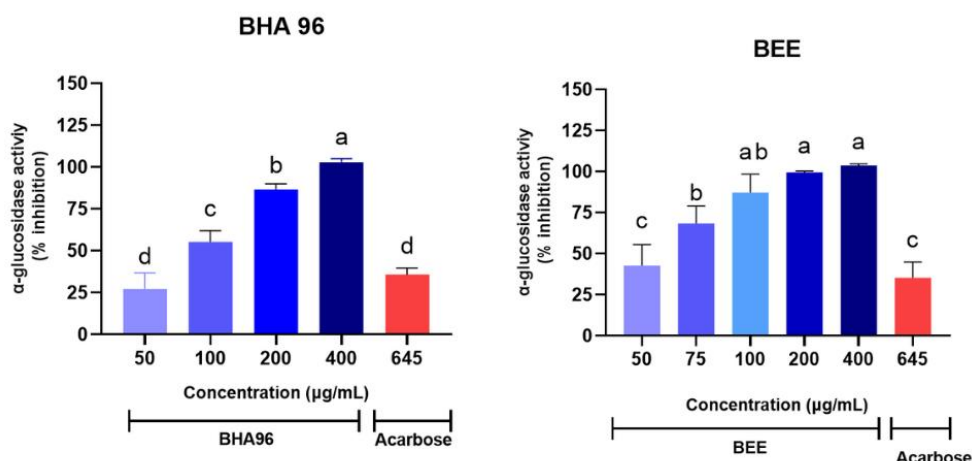 BHA 96
α-glucosidase activiy
(% inhibition)
150
125
100
75
50
25
0
d
c
b
a
d
50 100 200 400 645
Concentration (µg/mL)
BHA96 Acarbose
BEE
α-glucosidase activiy
(% inhibition)
150
125
100
75
50
25
0
c
b
ab
a
a
c
50 75 100 200 400 645
Concentration (µg/mL)
BEE
Acarbose